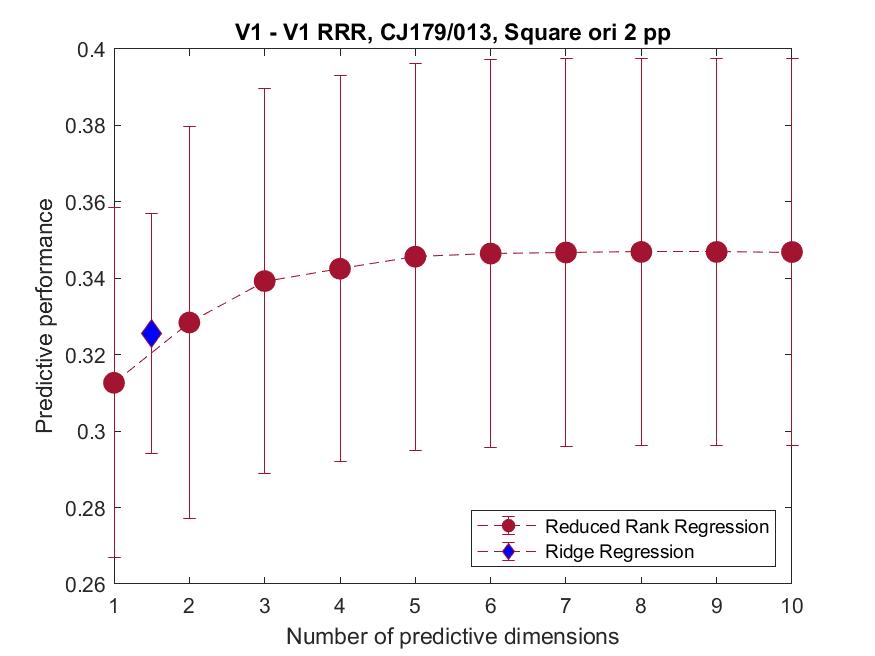 V1 - V1 RRR, CJ179/013, Square ori 2 pp
0.4
0.38
0.36
0.34
0.32
0.3
0.28
0.26
Predictive performance
Reduced Rank Regression
Ridge Regression
1 2 3 4 5 6 7 8 9 10
Number of predictive dimensions